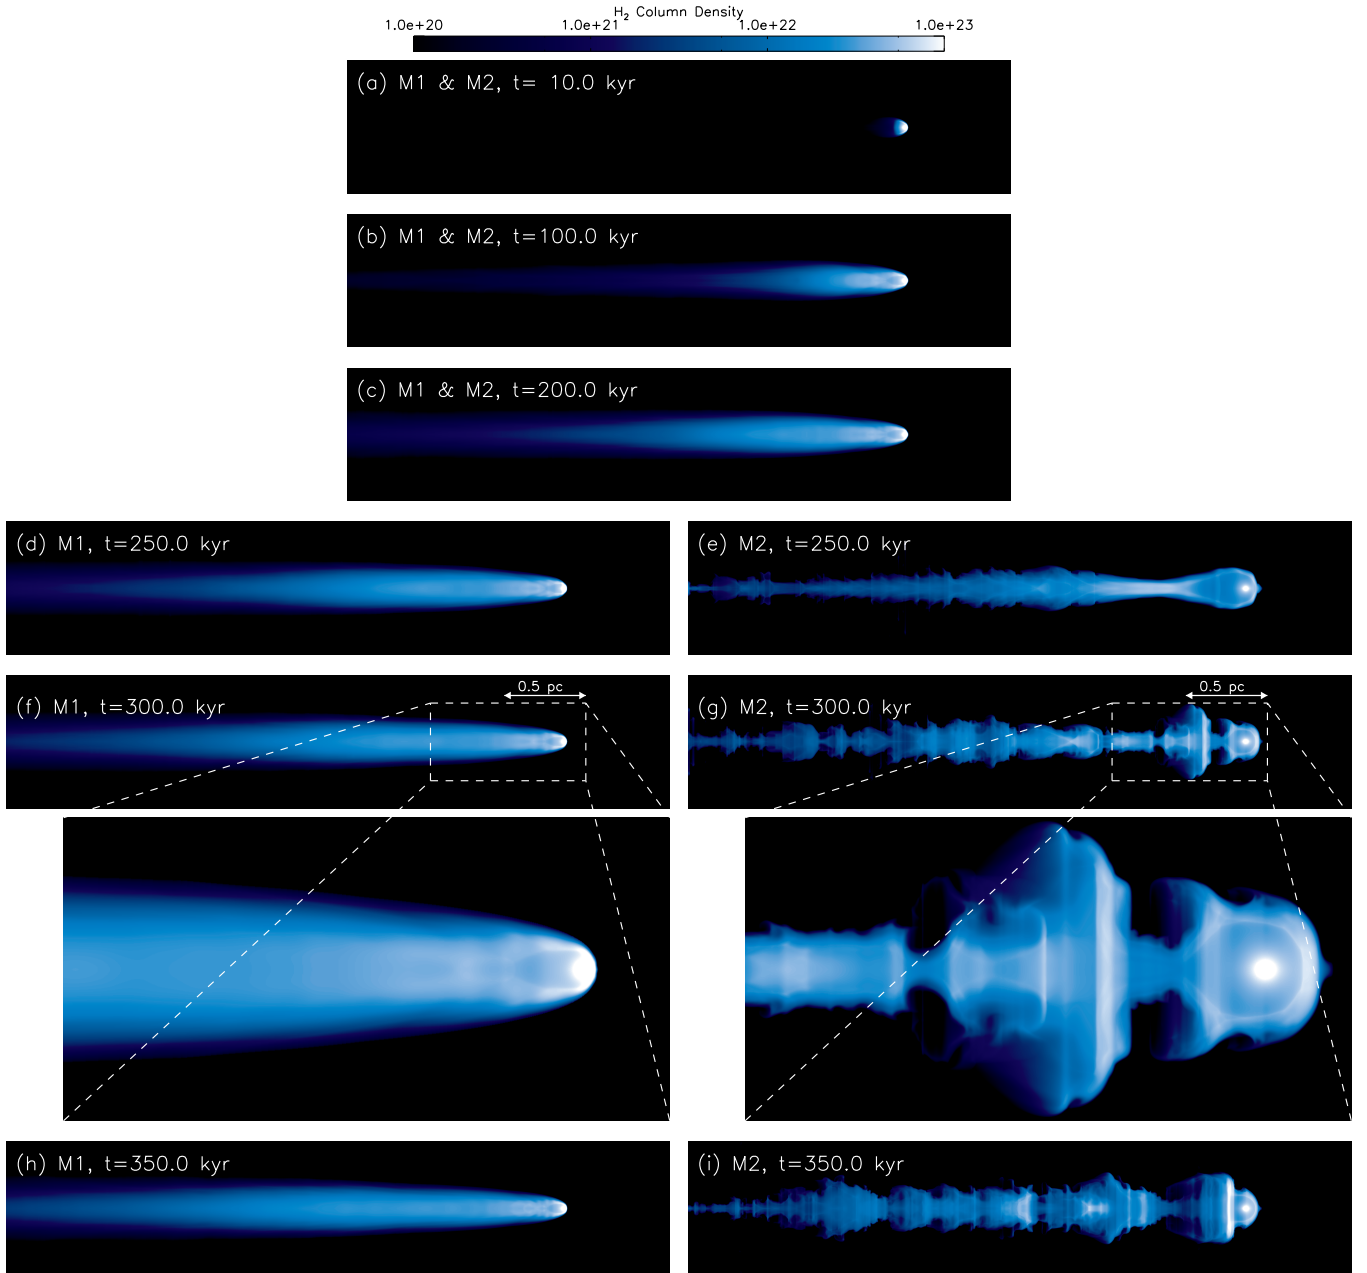 H2 Column Density
1.0e+20 1.0e+21 1.0e+22 1.0e+23
(a) M1 & M2, t= 10.0 kyr
(b) M1 & M2, t=100.0 kyr
(c) M1 & M2, t=200.0 kyr
(d) M1, t=250.0 kyr
(e) M2, t=250.0 kyr
0.5 pc
(f) M1, t=300.0 kyr
0.5 pc
(g) M2, t=300.0 kyr
(h) M1, t=350.0 kyr
(i) M2, t=350.0 kyr